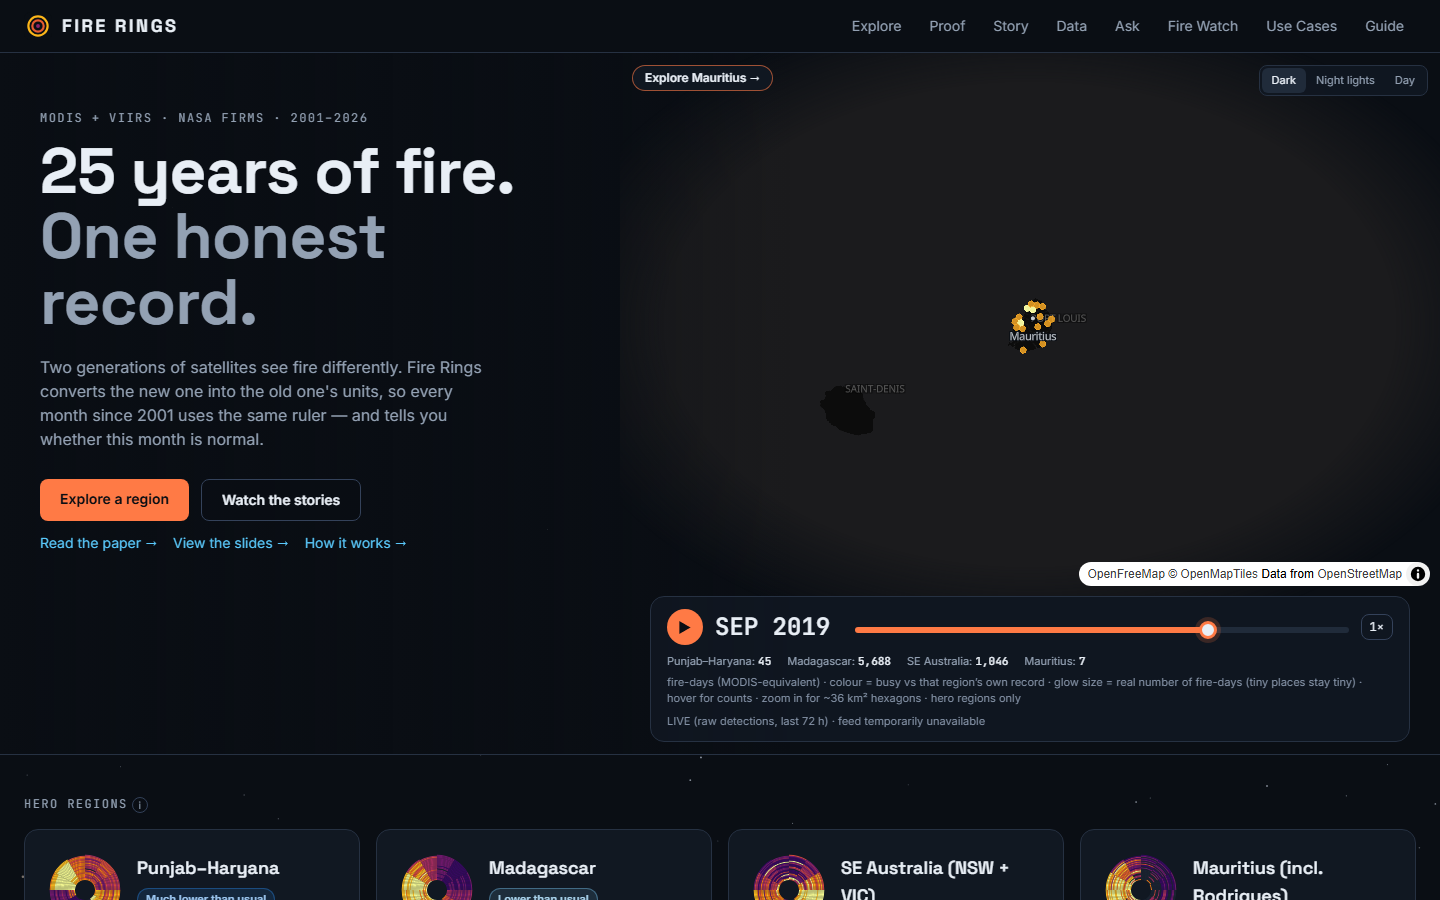 FIRE RINGS
Explore Proof Story Data Ask Fire Watch Use Cases Guide
MODIS + VIIRS · NASA FIRMS · 2001–2026
25 years of fire.
One honest
record.
Two generations of satellites see fire differently. Fire Rings
converts the new one into the old one's units, so every
month since 2001 uses the same ruler — and tells you
whether this month is normal.
Explore a region
Watch the stories
Read the paper → View the slides → How it works →
Explore Mauritius →
Dark Night lights Day
LOUIS
Mauritius
SAINT-DENIS
OpenFreeMap © OpenMapTiles Data from OpenStreetMap
SEP 2019
1×
Punjab–Haryana: 45 Madagascar: 5,688 SE Australia: 1,046 Mauritius: 7
fire-days (MODIS-equivalent) · colour = busy vs that region's own record · glow size = real number of fire-days (tiny places stay tiny) ·
hover for counts · zoom in for ~36 km² hexagons · hero regions only
LIVE (raw detections, last 72 h) · feed temporarily unavailable
HERO REGIONS i
Punjab–Haryana
Much lower than usual
Madagascar
Lower than usual
SE Australia (NSW +
VIC)
Mauritius (incl.
Rodrigues)